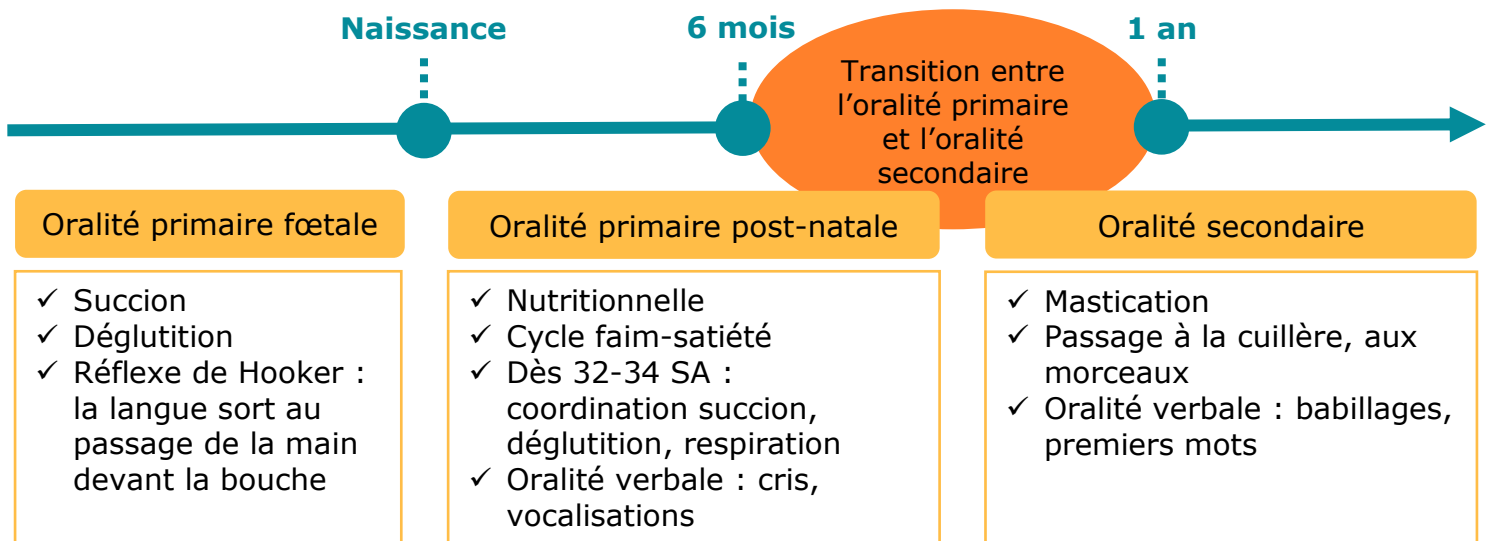 Naissance
6 mois
1 an
Transition entre
l’oralité primaire
et l’oralité
secondaire
Oralité primaire fœtale
✓ Succion
✓ Déglutition
✓ Réflexe de Hooker :
la langue sort au
passage de la main
devant la bouche
Oralité primaire post-natale
✓ Nutritionnelle
✓ Cycle faim-satiété
✓ Dès 32-34 SA :
coordination succion,
déglutition, respiration
✓ Oralité verbale : cris,
vocalisations
Oralité secondaire
✓ Mastication
✓ Passage à la cuillère, aux
morceaux
✓ Oralité verbale : babillages,
premiers mots